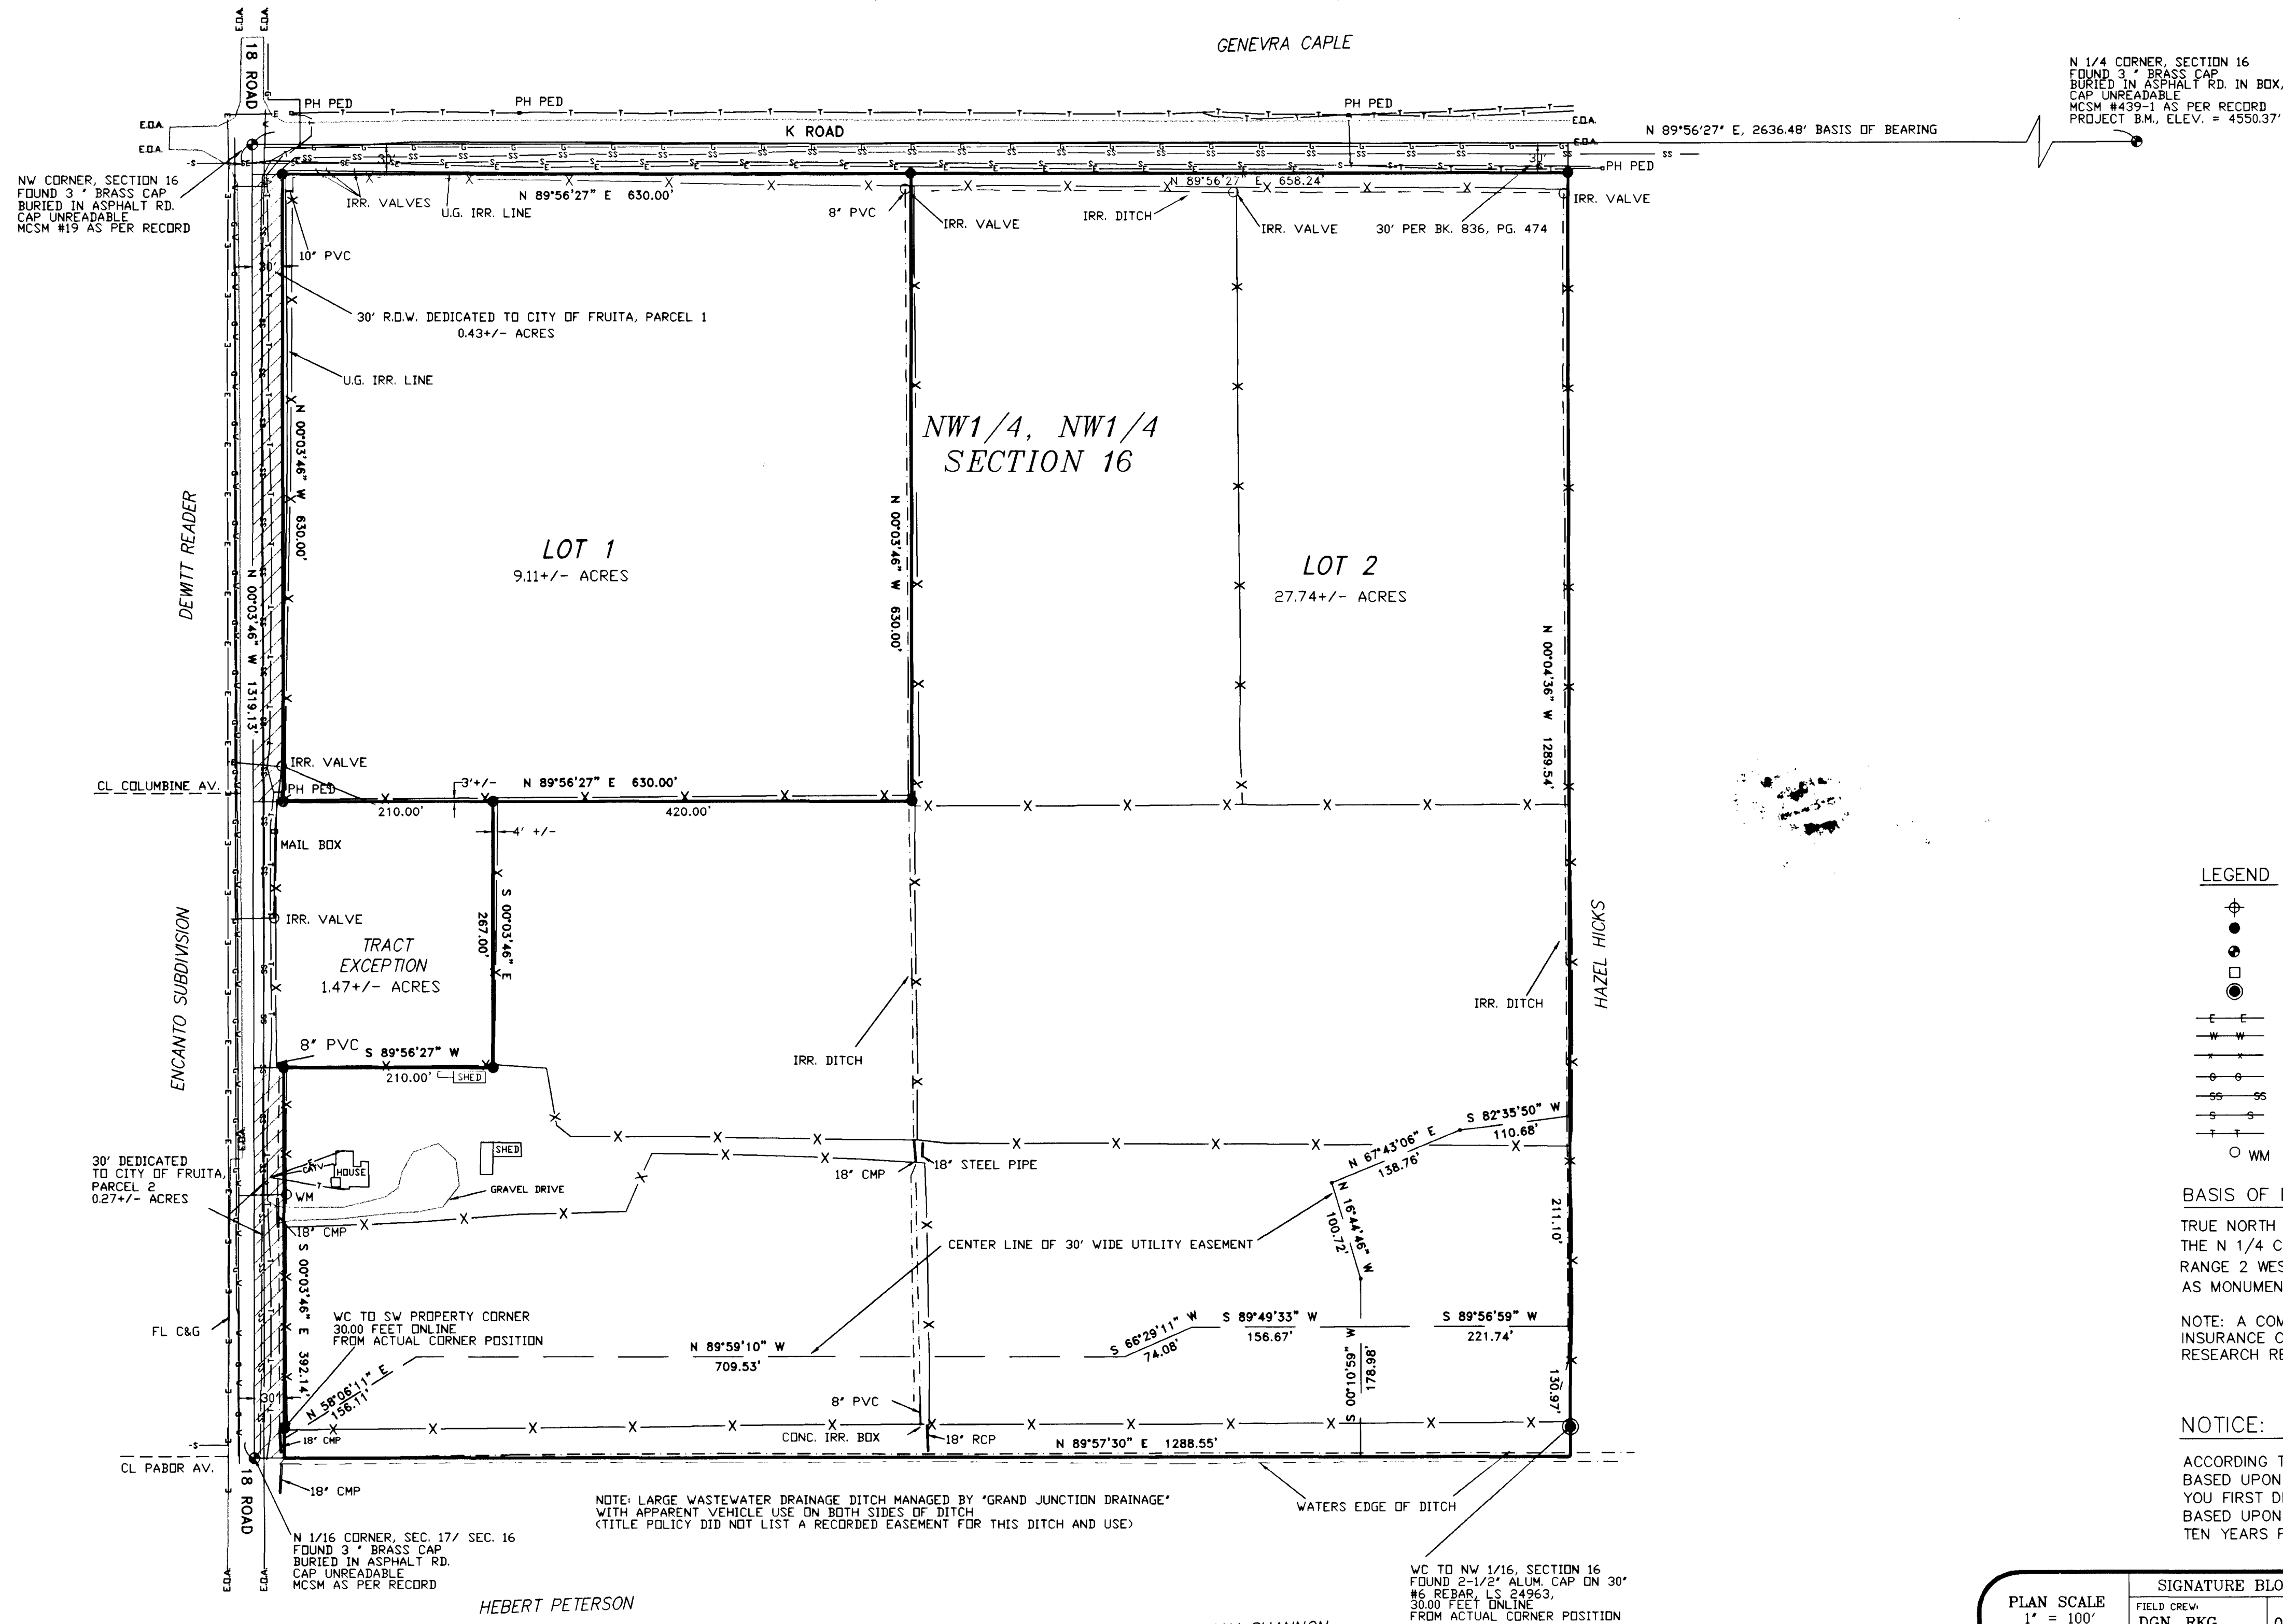 GENEVRA CAPLE
N 1/4 CORNER, SECTION 16
FOUND 3 " BRASS CAP
BURIED IN ASPHALT RD. IN BOX,
CAP UNREADABLE
MCSM #439-1 AS PER RECORD
PROJECT B.M., ELEV. = 4550.37'
E.O.A.
E.O.A.
18 ROAD
PH PED
PH PED
PH PED
K ROAD
E.O.A.
E.O.A.
E.O.A.
E.O.A.
N 89°56'27" E, 2636.48' BASIS OF BEARING
PH PED
NW CORNER, SECTION 16
FOUND 3 " BRASS CAP
BURIED IN ASPHALT RD.
CAP UNREADABLE
MCSM #19 AS PER RECORD
30'
30'
IRR. VALVES
N 89°56'27" E 630.00'
U.G. IRR. LINE
8" PVC
IRR. VALVE
IRR. DITCH
N 89°56'27" E 658.24'
IRR. VALVE
30' PER BK. 836, PG. 474
IRR. VALVE
10" PVC
30'
30' R.O.W. DEDICATED TO CITY OF FRUITA, PARCEL 1
0.43+/- ACRES
U.G. IRR. LINE
N 00°03'46" W 630.00'
NW1/4, NW1/4
SECTION 16
DEWITT READER
N 00°03'46" W 1319.13'
LOT 1
9.11+/- ACRES
N 00°03'46" W 630.00'
LOT 2
27.74+/- ACRES
N 00°04'36" W 1289.54'
IRR. VALVE
CL COLUMBINE AV.
PH PED
3'+/-
N 89°56'27" E 630.00'
210.00'
420.00'
4' +/-
MAIL BOX
IRR. VALVE
S 00°03'46" E
267.00'
TRACT
EXCEPTION
1.47+/- ACRES
ENCANTO SUBDIVISION
HAZEL HICKS
IRR. DITCH
IRR. DITCH
8" PVC
S 89°56'27" W
210.00'
SHED
SHED
HOUSE
CATV
GRAVEL DRIVE
WM
18" CMP
18" CMP
18" STEEL PIPE
30' DEDICATED
TO CITY OF FRUITA,
PARCEL 2
0.27+/- ACRES
S 82°35'50" W
110.68'
N 67°43'06" E
138.76'
N 16°44'46" W
100.72'
211.10'
CENTER LINE OF 30' WIDE UTILITY EASEMENT
S 00°03'46" E 392.14'
WC TO SW PROPERTY CORNER
30.00 FEET ONLINE
FROM ACTUAL CORNER POSITION
FL C&G
N 89°59'10" W
709.53'
S 66°29'11" W
74.08'
S 89°49'33" W
156.67'
S 89°56'59" W
221.74'
S 00°10'59" W
178.98'
130.97'
30'
N 58°06'11" E
156.11'
18" CMP
8" PVC
CONC. IRR. BOX
18" RCP
N 89°57'30" E 1288.55'
CL PABOR AV.
18 ROAD
18" CMP
NOTE: LARGE WASTEWATER DRAINAGE DITCH MANAGED BY "GRAND JUNCTION DRAINAGE"
WITH APPARENT VEHICLE USE ON BOTH SIDES OF DITCH
(TITLE POLICY DID NOT LIST A RECORDED EASEMENT FOR THIS DITCH AND USE)
WATERS EDGE OF DITCH
N 1/16 CORNER, SEC. 17/ SEC. 16
FOUND 3 " BRASS CAP
BURIED IN ASPHALT RD.
CAP UNREADABLE
MCSM AS PER RECORD
E.O.A.
E.O.A.
HEBERT PETERSON
WC TO NW 1/16, SECTION 16
FOUND 2-1/2" ALUM. CAP ON 30"
#6 REBAR, LS 24963,
30.00 FEET ONLINE
FROM ACTUAL CORNER POSITION
LEGEND
E E
W W
x x
G G
SS SS
S S
T T
WM
BASIS OF
TRUE NORTH
THE N 1/4 C
RANGE 2 WES
AS MONUMEN
NOTE: A COM
INSURANCE C
RESEARCH RE
NOTICE:
ACCORDING T
BASED UPON
YOU FIRST DI
BASED UPON
TEN YEARS F
PLAN SCALE
1" = 100'
SIGNATURE BLO
FIELD CREW:
DGN, RKG